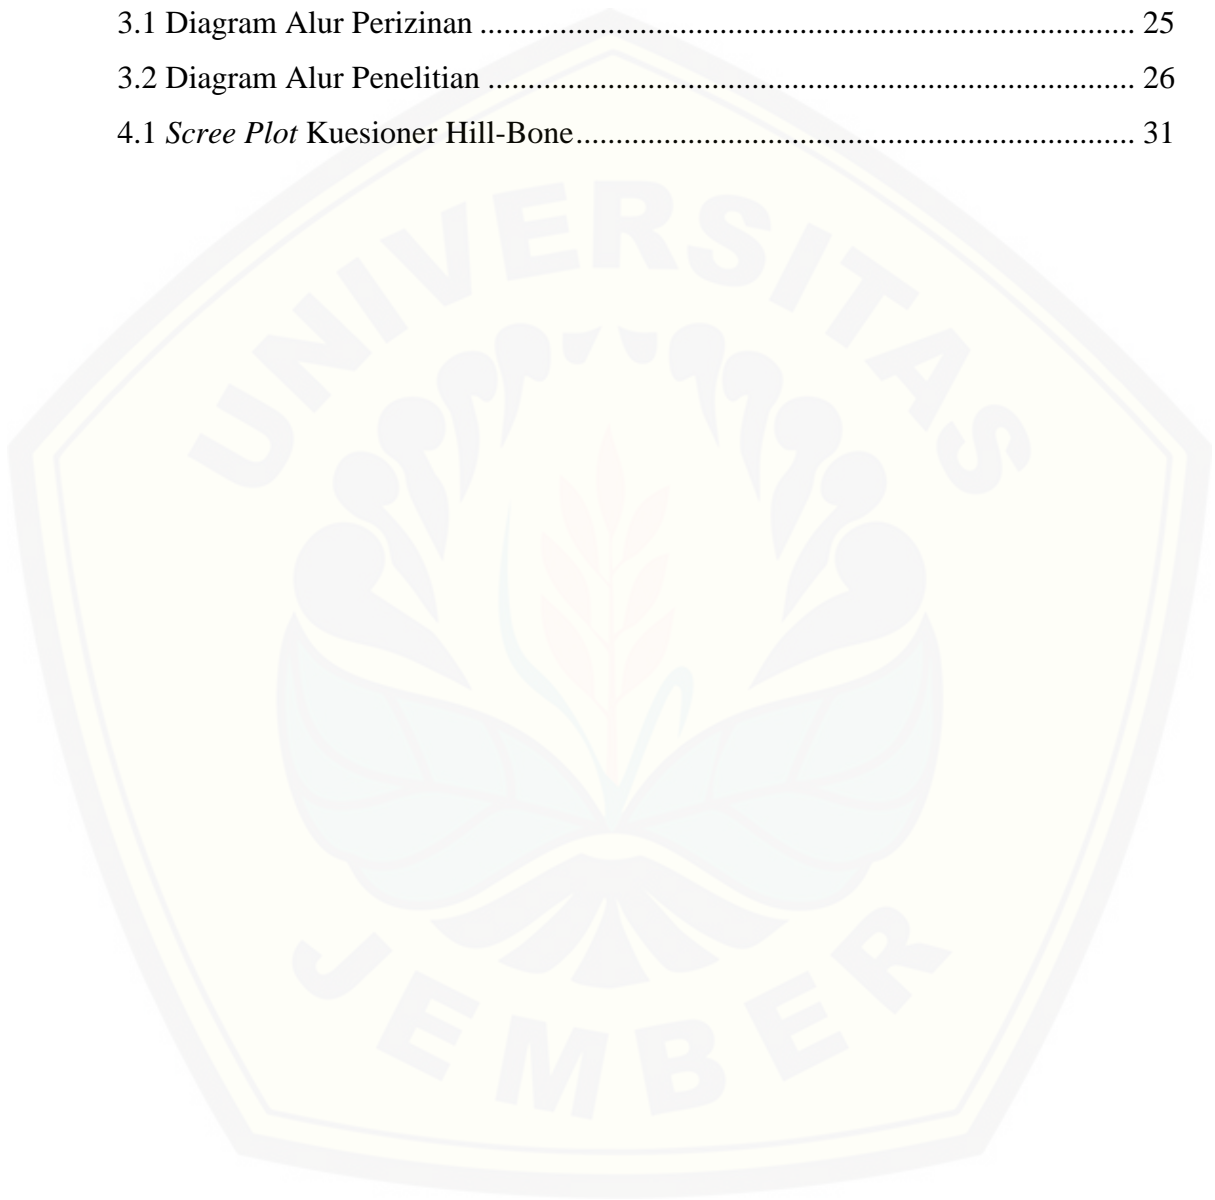 3.1 Diagram Alur Perizinan ................................................................................ 25
3.2 Diagram Alur Penelitian ............................................................................... 26
4.1 Scree Plot Kuesioner Hill-Bone.................................................................... 31
UNIVERSITAS
JEMBER